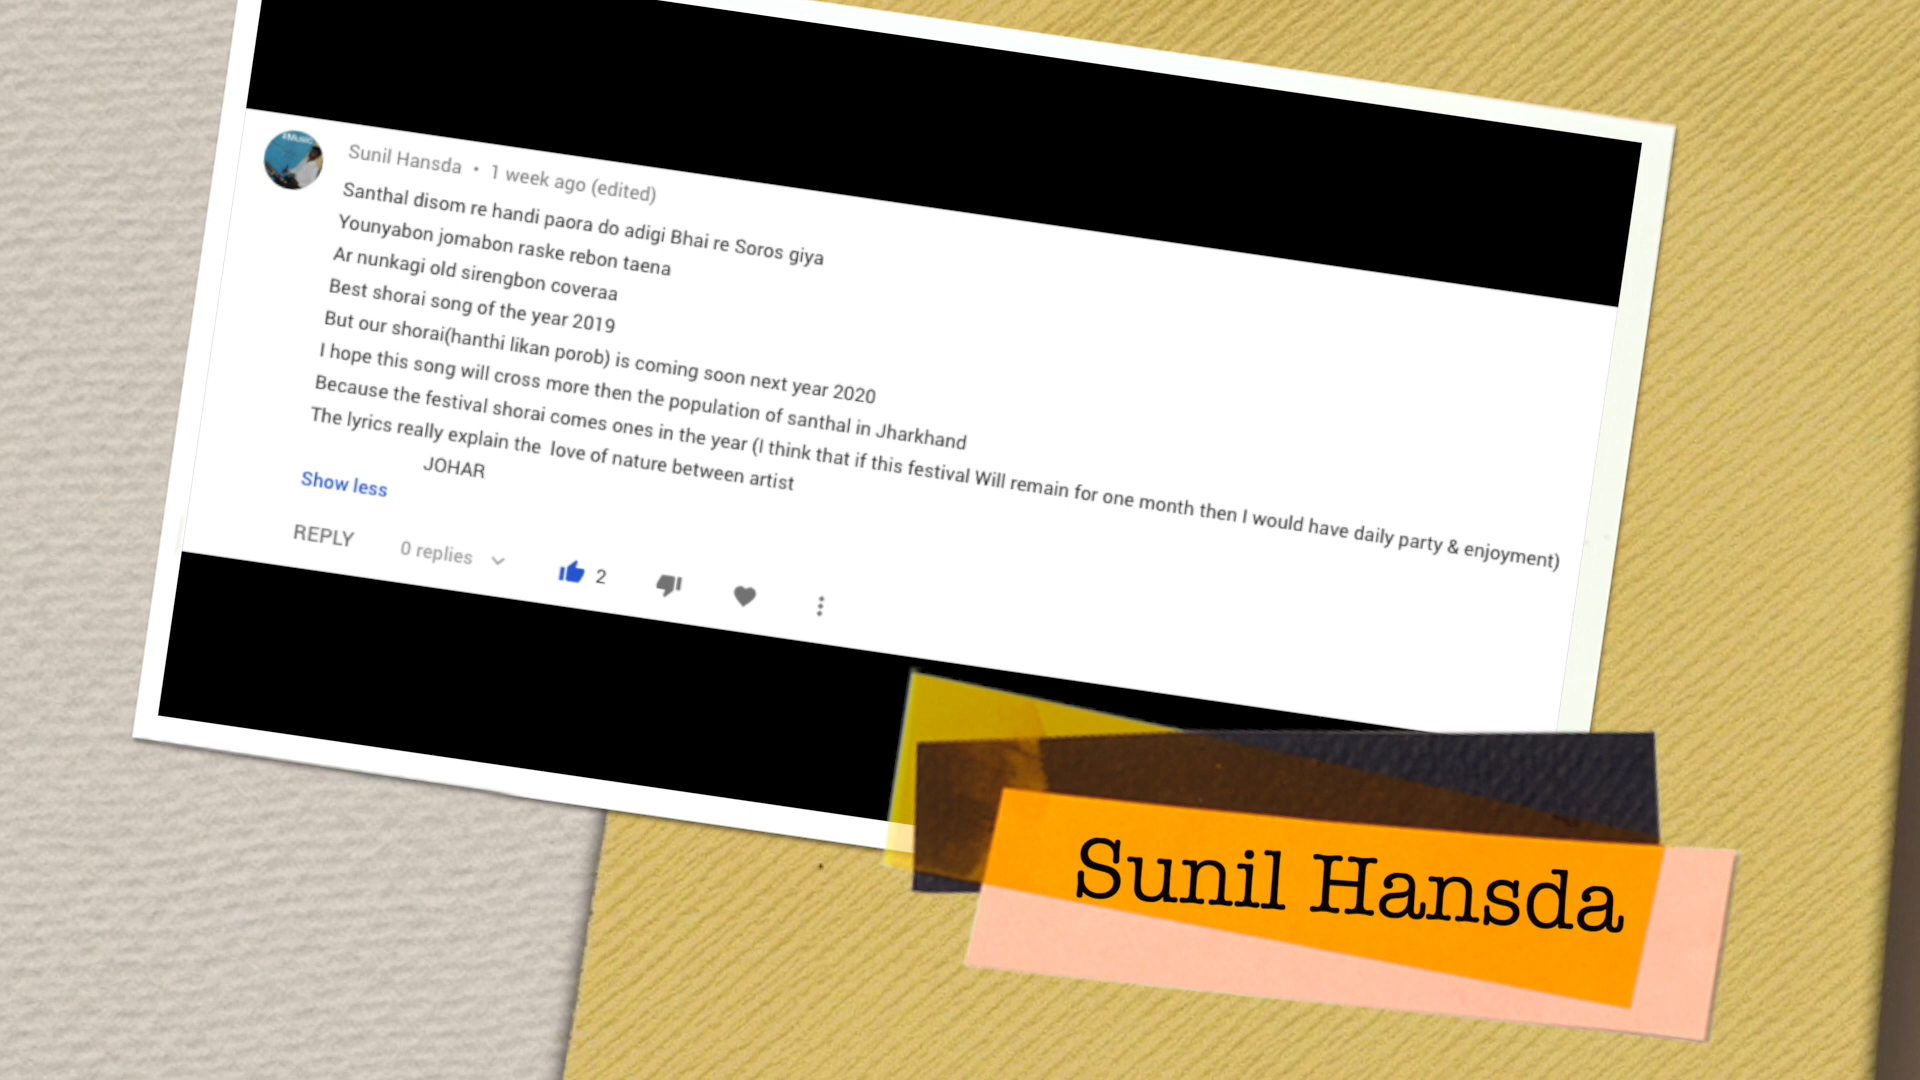 Sunil Hansda • 1 week ago (edited)
Santhal disom re handi paora do adigi Bhai re Soros giya
Younyabon jomabon raske rebon taena
Ar nunkagi old sirengbon coveraa
Best shorai song of the year 2019
But our shorai(hanthi likan porob) is coming soon next year 2020
I hope this song will cross more then the population of santhal in Jharkhand
Because the festival shorai comes ones in the year (I think that if this festival Will remain for one month then I would have daily party & enjoyment)
The lyrics really explain the love of nature between artist
JOHAR
Show less
REPLY 0 replies 2
Sunil Hansda